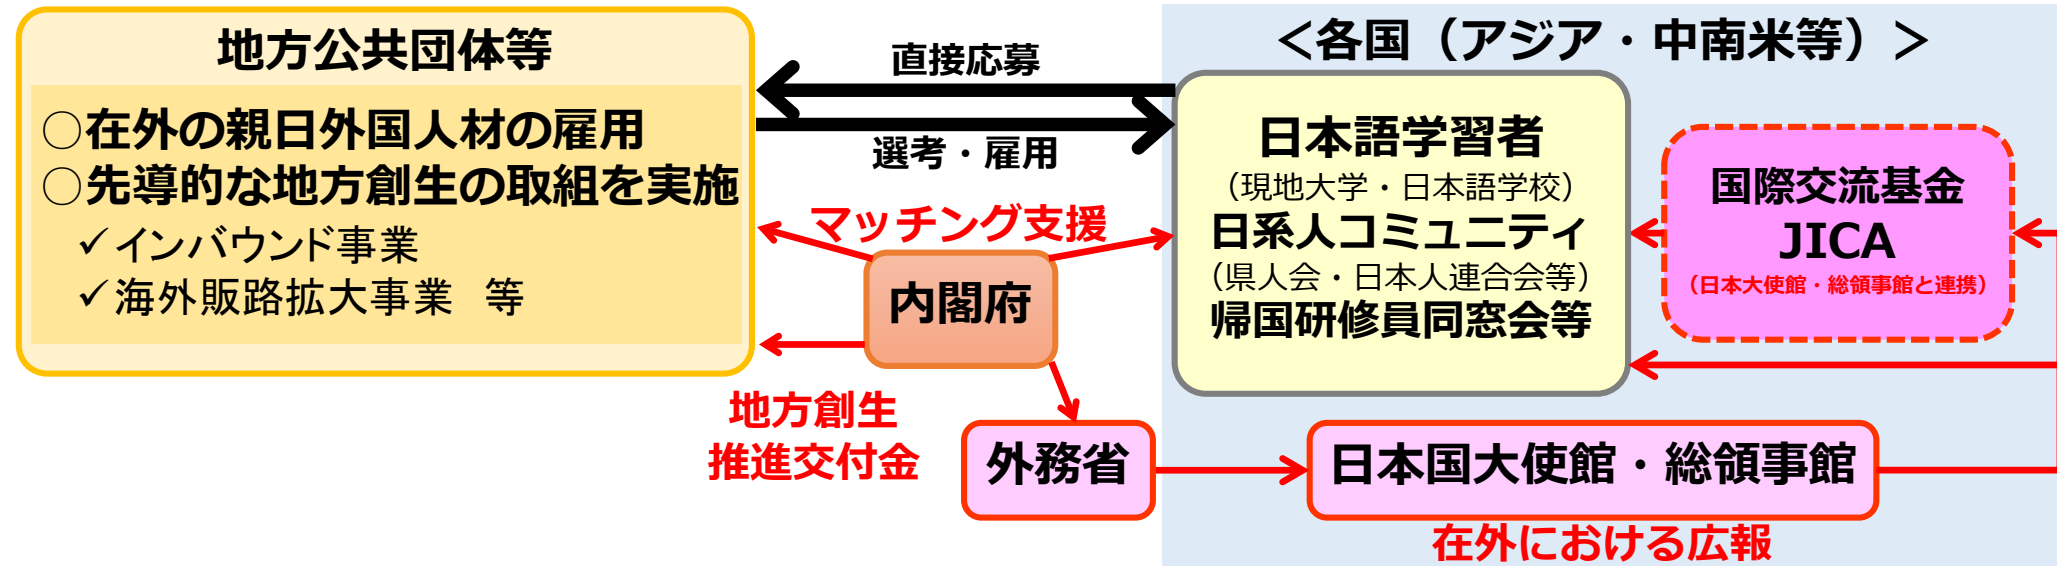 地方公共団体等
○在外の親日外国人材の雇用
○先導的な地方創生の取組を実施
✓インバウンド事業
✓海外販路拡大事業　等
直接応募
選考・雇用
マッチング支援
内閣府
地方創生
推進交付金
外務省
＜各国（アジア・中南米等）＞
日本語学習者
（現地大学・日本語学校）
日系人コミュニティ
（県人会・日本人連合会等）
帰国研修員同窓会等
国際交流基金
JICA
（日本大使館・総領事館と連携）
日本国大使館・総領事館
在外における広報